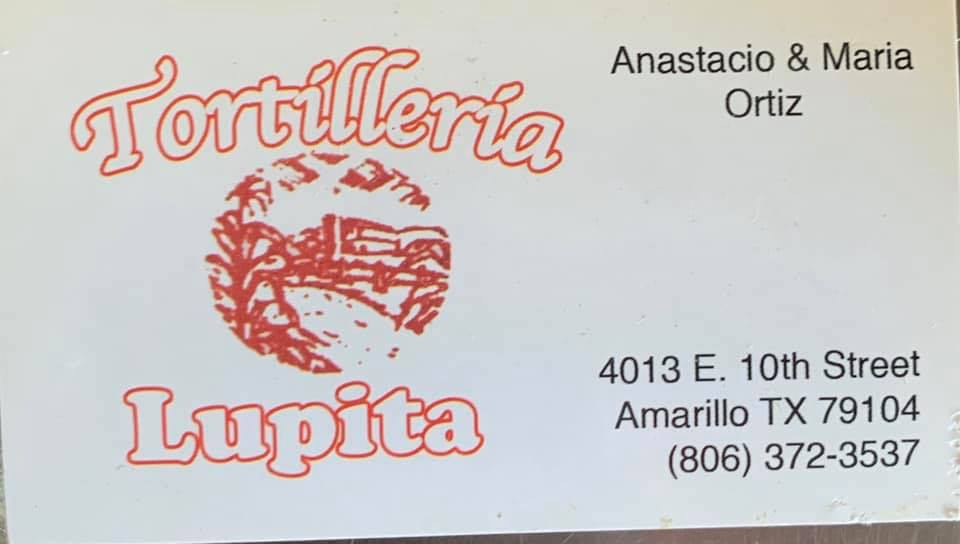 Tortillería
Lupita
Anastacio & Maria
Ortiz
4013 E. 10th Street
Amarillo TX 79104
(806) 372-3537